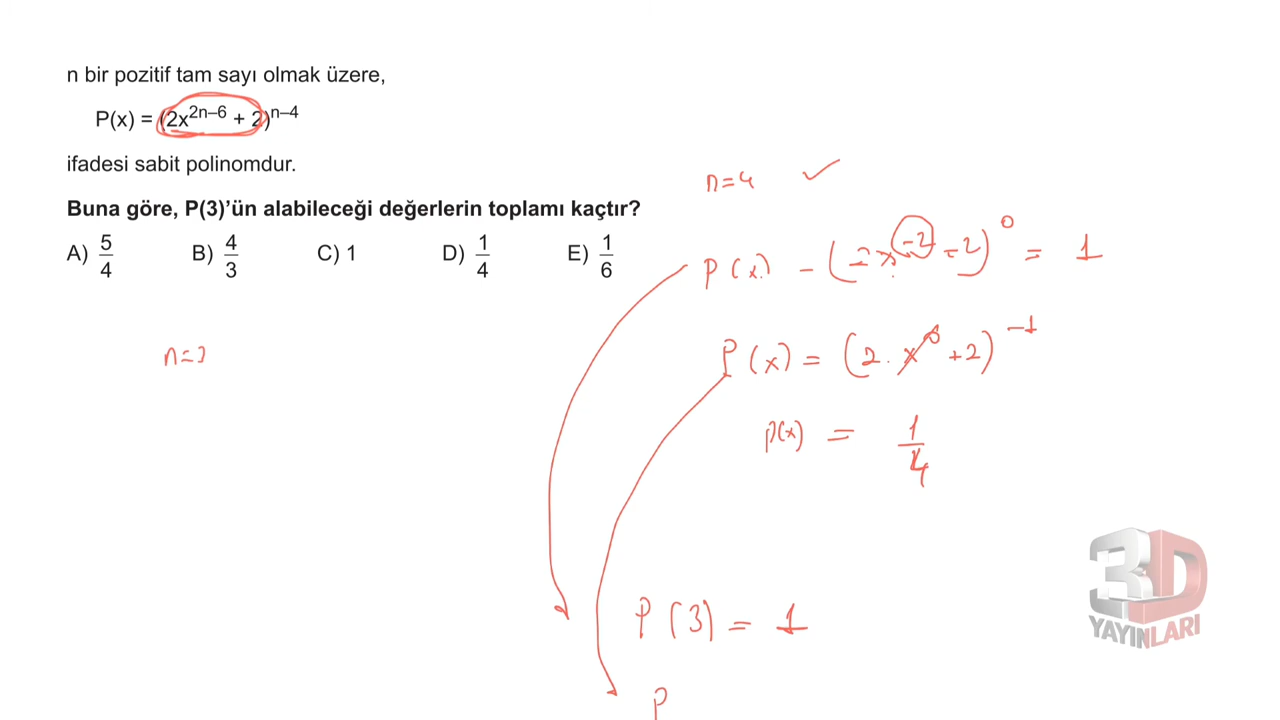 n bir pozitif tam sayı olmak üzere,
P(x) = (2x^{2n–6} + 2)^{n–4}
ifadesi sabit polinomdur.
Buna göre, P(3)'ün alabileceği değerlerin toplamı kaçtır?
A) 5/4 B) 4/3 C) 1 D) 1/4 E) 1/6
n=4 ✓
P(x) = (2x^{-2} + 2)^0 = 1
n=3
P(x) = (2.x^0 +2)^{-1}
P(x) = 1/4
P(3) = 1
P
3D
YAYINLARI